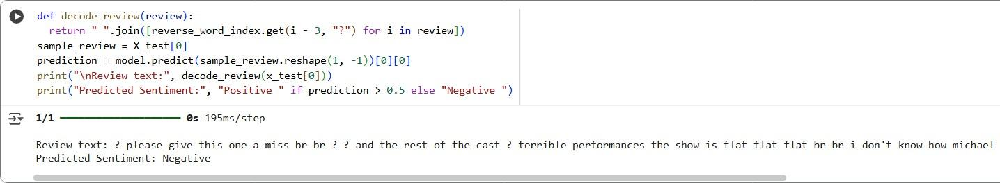 def decode_review(review):
  return " ".join([reverse_word_index.get(i - 3, "?") for i in review])
sample_review = X_test[0]
prediction = model.predict(sample_review.reshape(1, -1))[0][0]
print("\nReview text:", decode_review(x_test[0]))
print("Predicted Sentiment:", "Positive " if prediction > 0.5 else "Negative ")
1/1 0s 195ms/step
Review text: ? please give this one a miss br br ? ? and the rest of the cast ? terrible performances the show is flat flat flat br br i don't know how michael
Predicted Sentiment: Negative